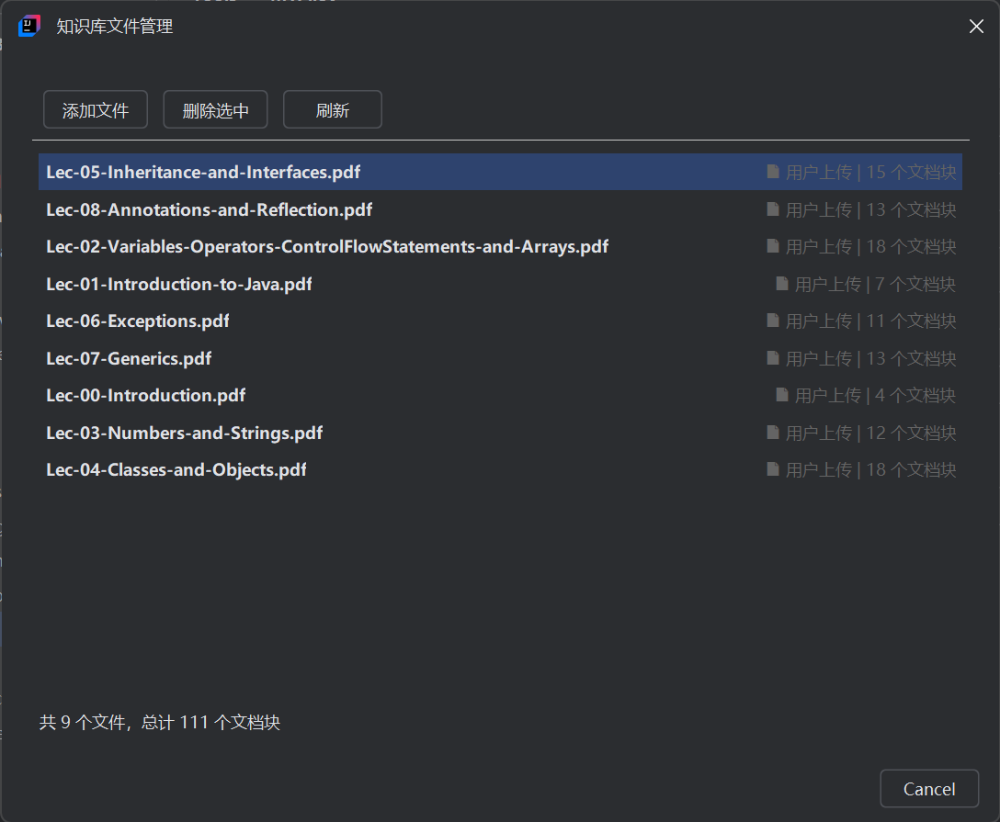 知识库文件管理
添加文件 删除选中 刷新
Lec-05-Inheritance-and-Interfaces.pdf 用户上传 | 15 个文档块
Lec-08-Annotations-and-Reflection.pdf 用户上传 | 13 个文档块
Lec-02-Variables-Operators-ControlFlowStatements-and-Arrays.pdf 用户上传 | 18 个文档块
Lec-01-Introduction-to-Java.pdf 用户上传 | 7 个文档块
Lec-06-Exceptions.pdf 用户上传 | 11 个文档块
Lec-07-Generics.pdf 用户上传 | 13 个文档块
Lec-00-Introduction.pdf 用户上传 | 4 个文档块
Lec-03-Numbers-and-Strings.pdf 用户上传 | 12 个文档块
Lec-04-Classes-and-Objects.pdf 用户上传 | 18 个文档块
共 9 个文件，总计 111 个文档块
Cancel